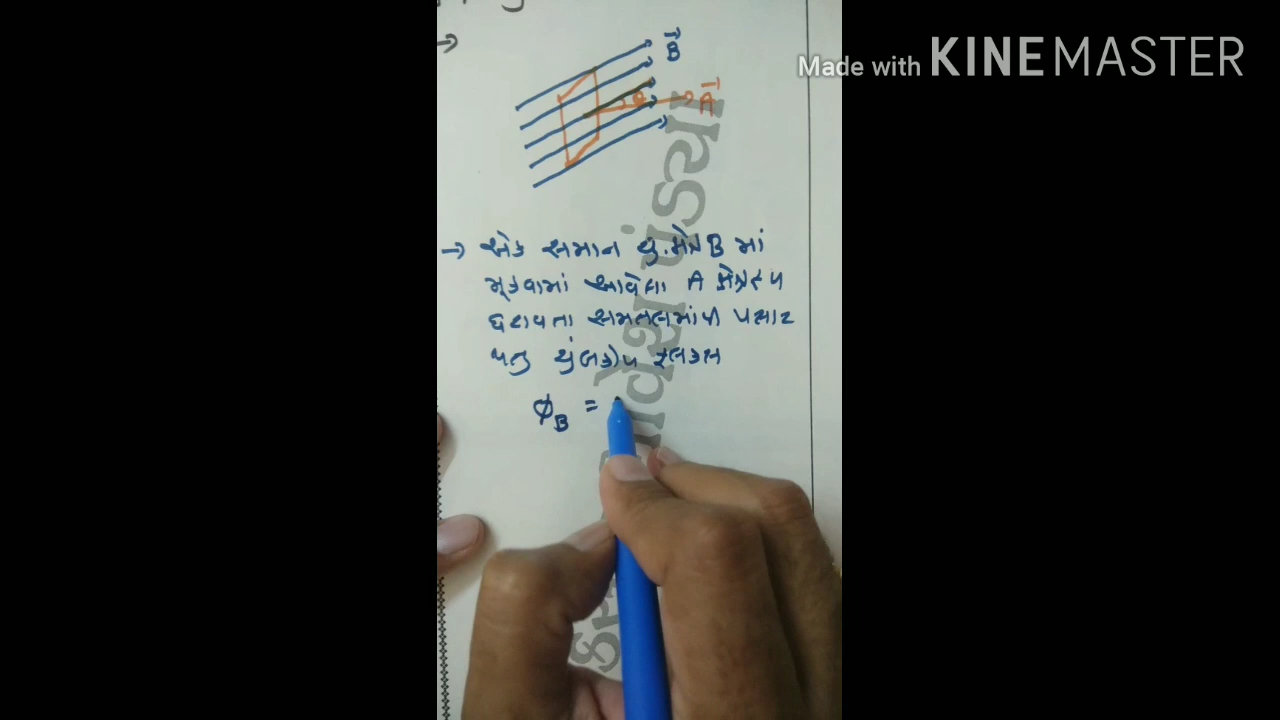 Made with KINEMASTER
→
B⃗
θ
A⃗
→ એક સમાન ચું.ક્ષેત્ર B માં
મૂકવામાં આવેલા A ક્ષેત્રફળ
ધરાવતા સમતલમાંથી પસાર
થતું ચુંબકીય ફ્લક્સ
ϕB =